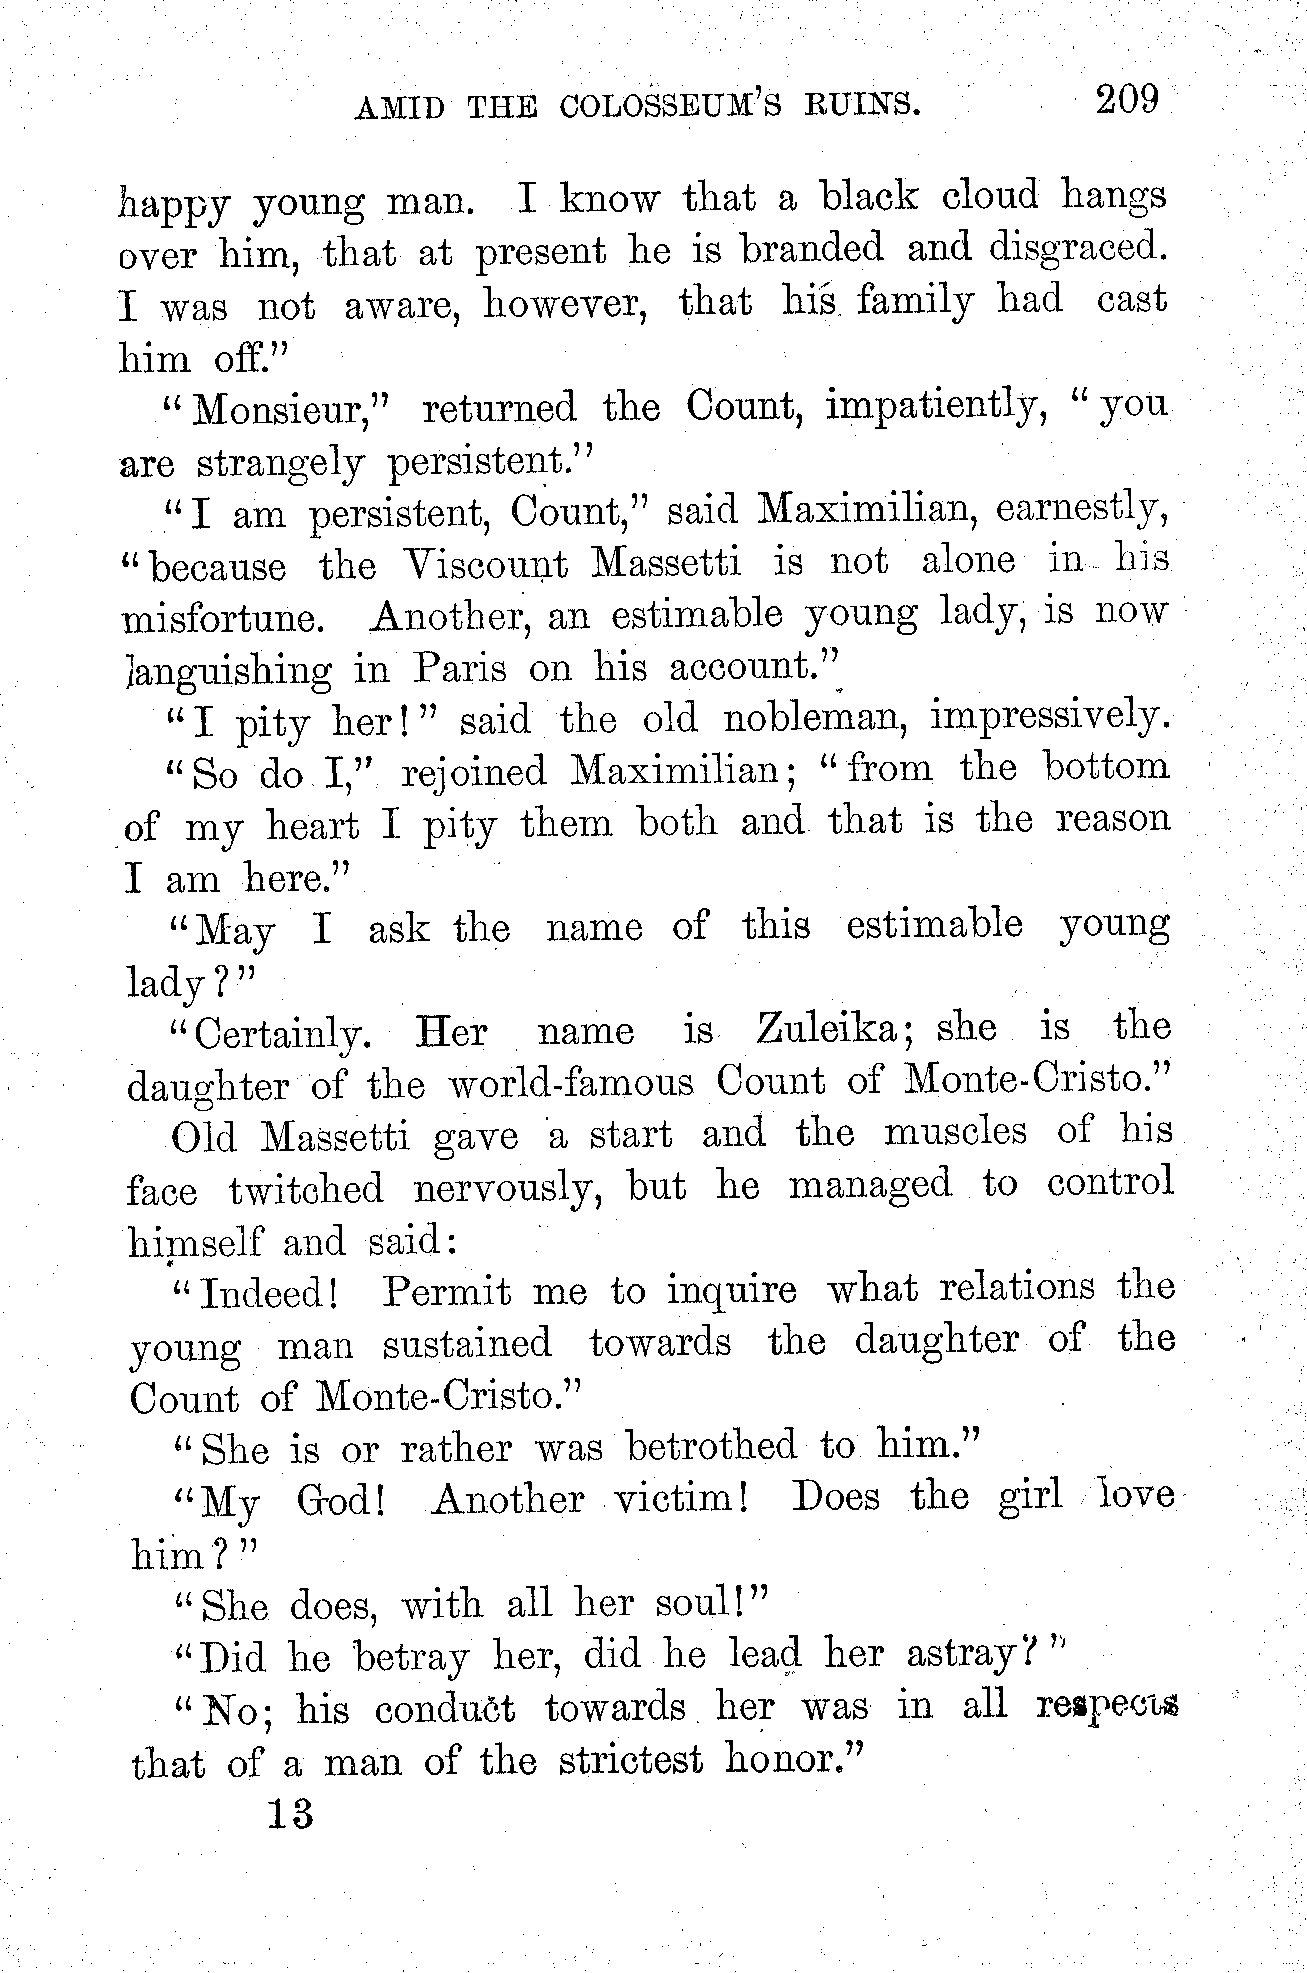 AMID THE COLOSSEUM'S RUINS. 209
happy young man. I know that a black cloud hangs
over him, that at present he is branded and disgraced.
I was not aware, however, that his family had cast
him off."
"Monsieur," returned the Count, impatiently, "you
are strangely persistent."
"I am persistent, Count," said Maximilian, earnestly,
"because the Viscount Massetti is not alone in his
misfortune. Another, an estimable young lady, is now
languishing in Paris on his account."
"I pity her!" said the old nobleman, impressively.
"So do I," rejoined Maximilian; "from the bottom
of my heart I pity them both and that is the reason
I am here."
"May I ask the name of this estimable young
lady?"
"Certainly. Her name is Zuleika; she is the
daughter of the world-famous Count of Monte-Cristo."
Old Massetti gave a start and the muscles of his
face twitched nervously, but he managed to control
himself and said:
"Indeed! Permit me to inquire what relations the
young man sustained towards the daughter of the
Count of Monte-Cristo."
"She is or rather was betrothed to him."
"My God! Another victim! Does the girl love
him?"
"She does, with all her soul!"
"Did he betray her, did he lead her astray?"
"No; his conduct towards her was in all respects
that of a man of the strictest honor."
13